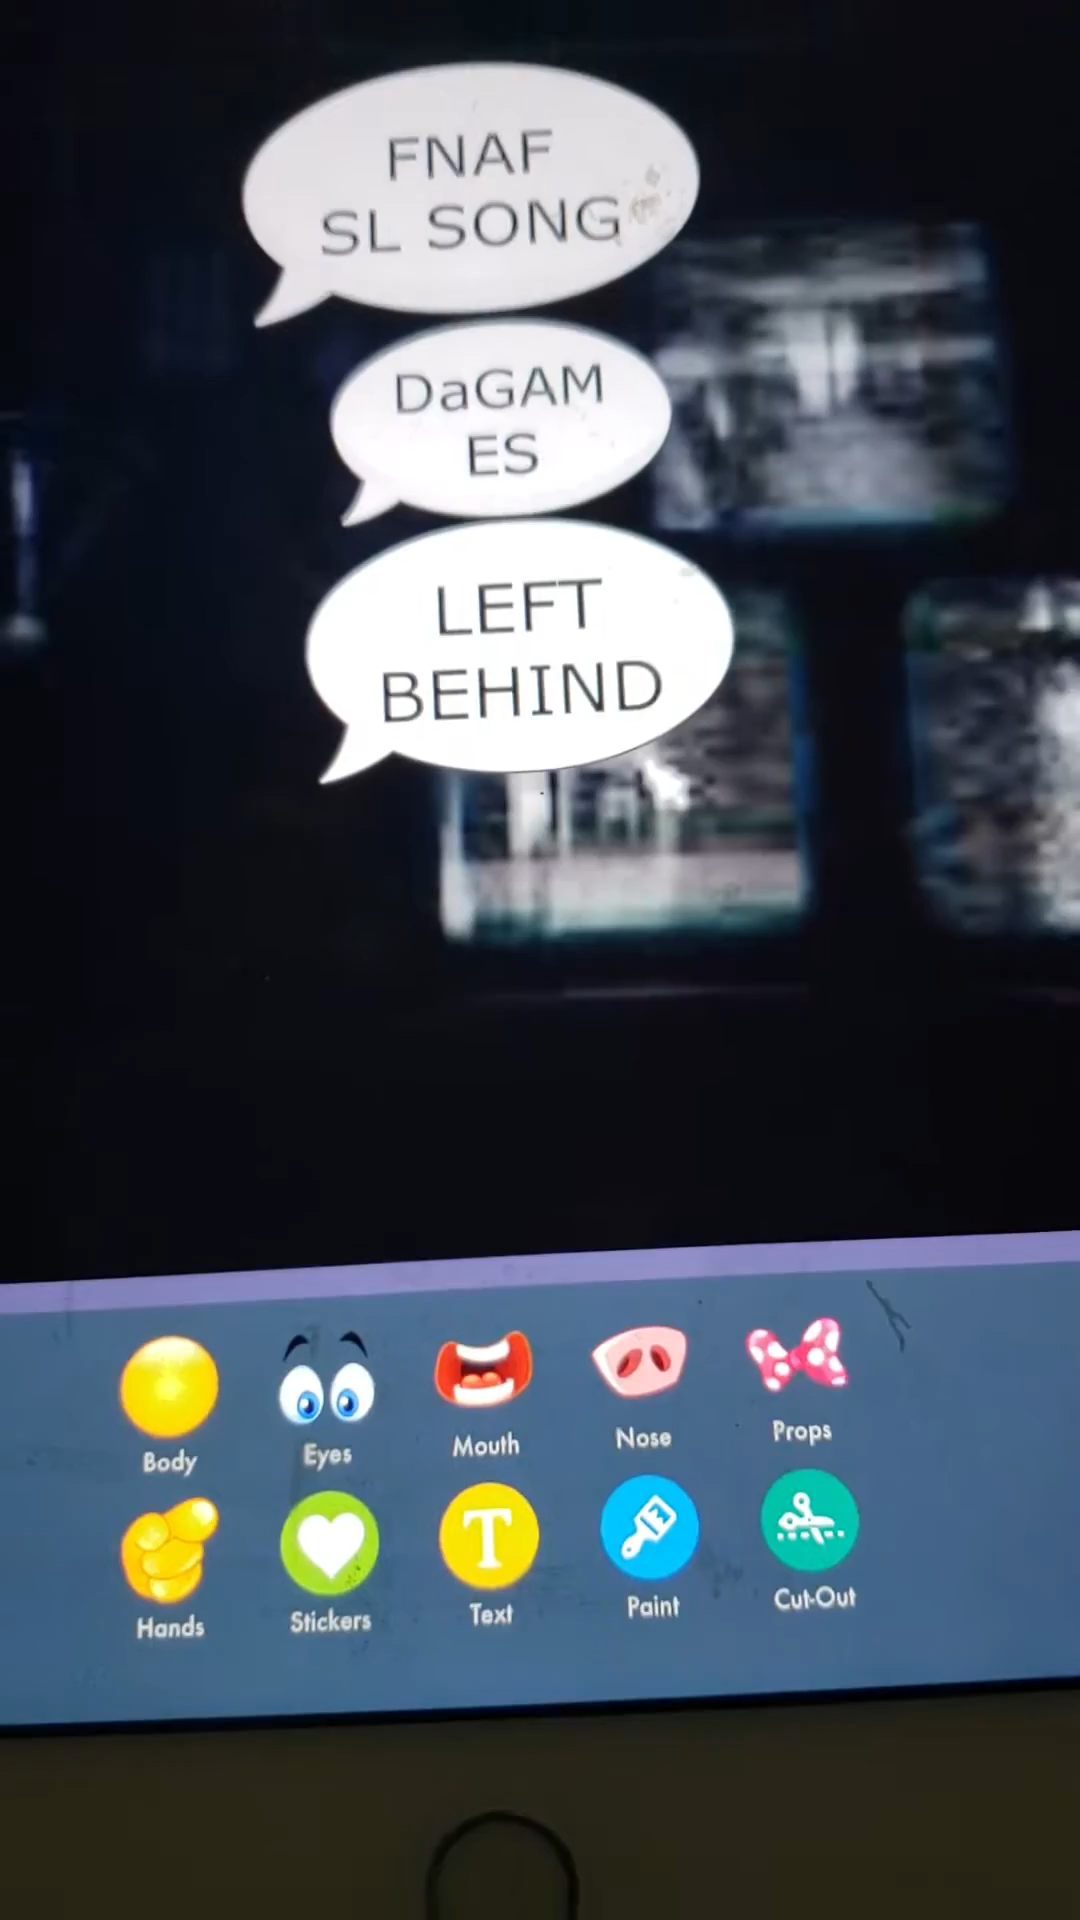 FNAF
SL SONG
DaGAM
ES
LEFT
BEHIND
Body
Eyes
Mouth
Nose
Props
Hands
Stickers
T
Text
Paint
Cut-Out